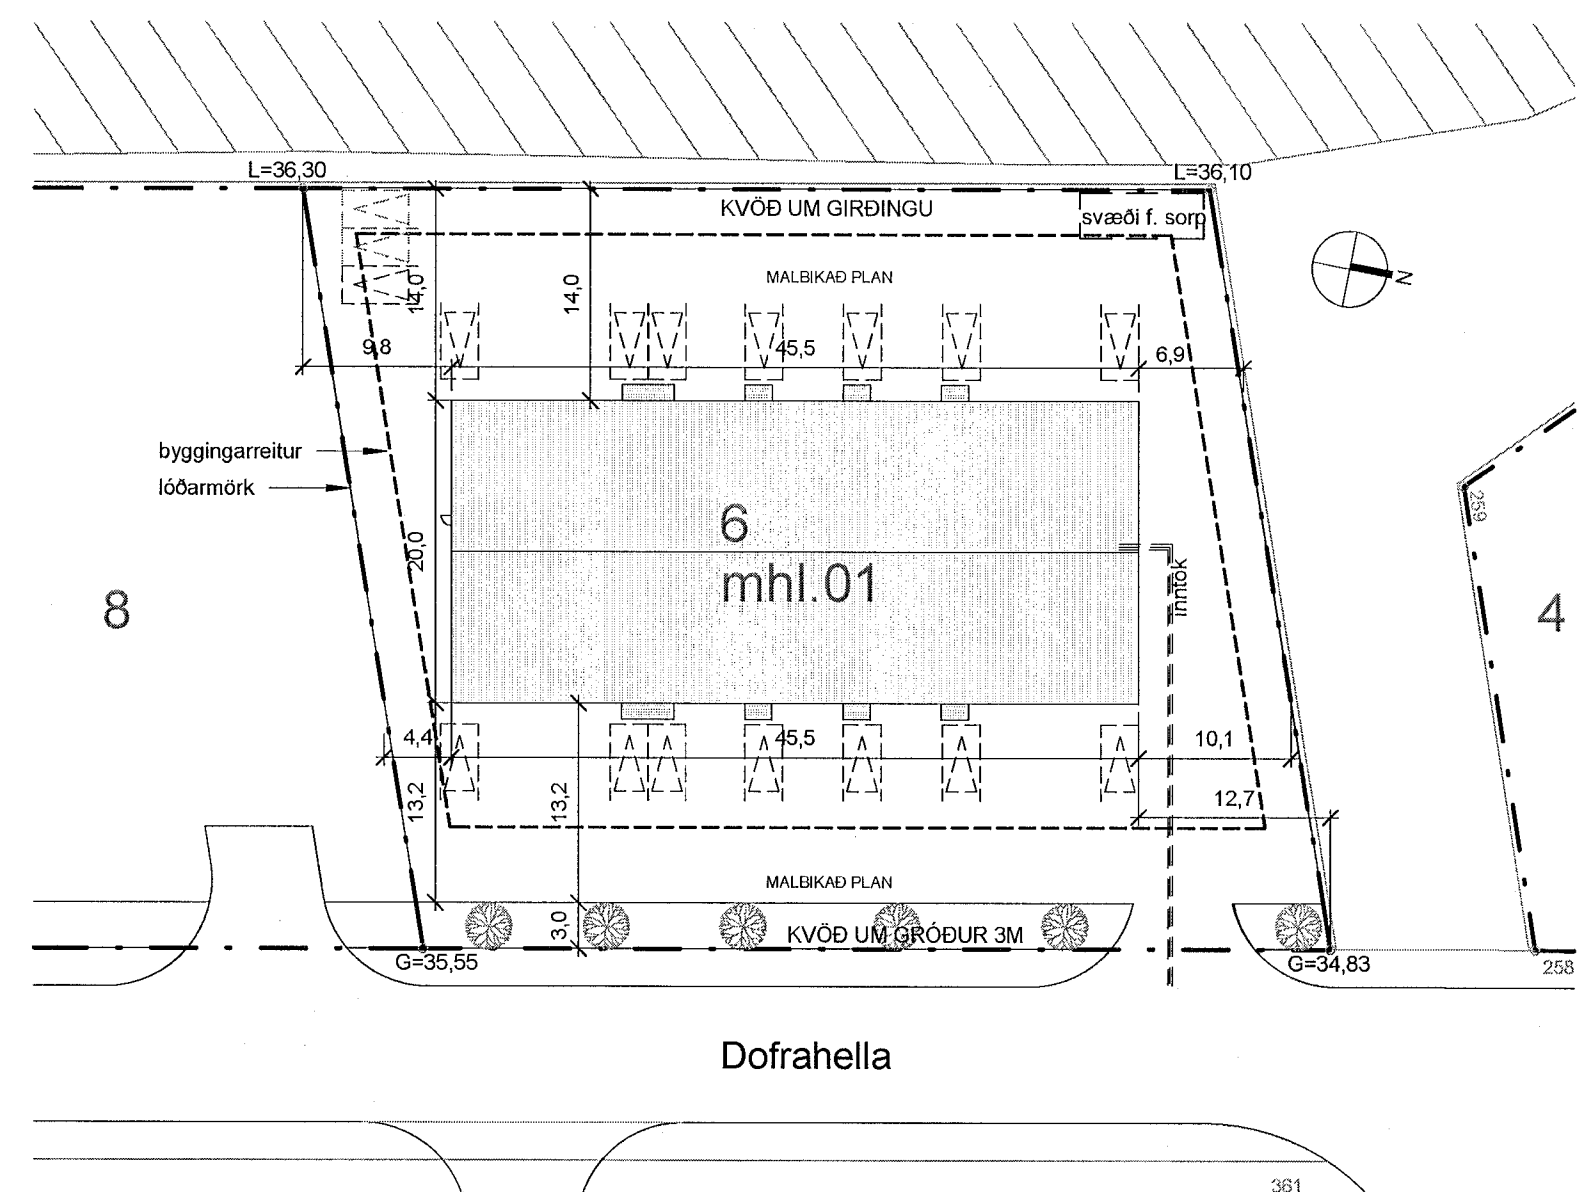 L=36,30
L=36,10
KVÖÐ UM GIRÐINGU
svæði f. sorp
MALBIKAÐ PLAN
N
14,0
14,0
9,8
45,5
6,9
byggingarreitur
lóðarmörk
259
6
20,0
mhl.01
inntök
8
4
4,4
45,5
10,1
13,2
13,2
12,7
MALBIKAÐ PLAN
3,0
KVÖÐ UM GRÓÐUR 3M
G=35,55
G=34,83
258
Dofrahella
361